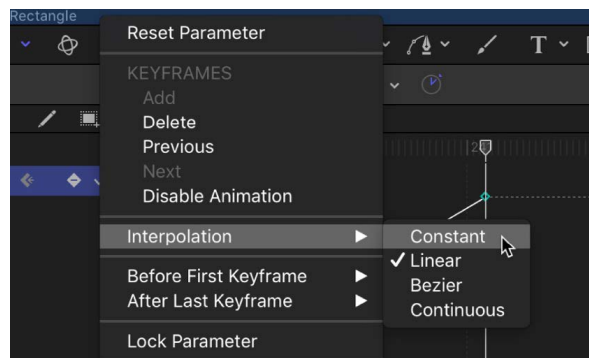 Rectangle
Reset Parameter
T
KEYFRAMES
Add
Delete
Previous
Next
Disable Animation
Interpolation
Constant
Linear
Before First Keyframe
Bezier
After Last Keyframe
Continuous
Lock Parameter